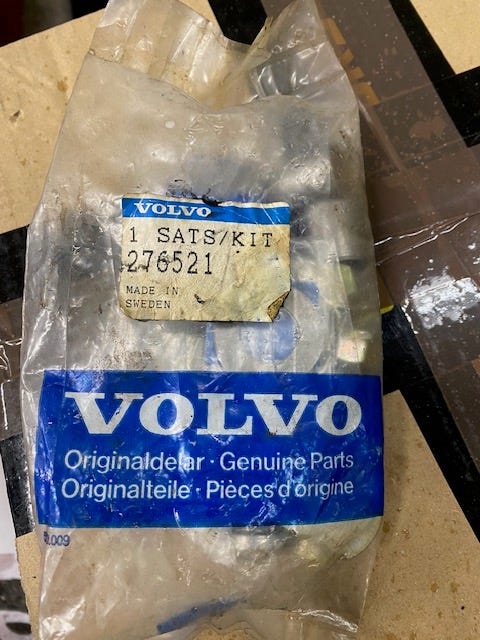 VOLVO
1 SATS/KIT
276521
MADE IN
SWEDEN
VOLVO
Originaldelar · Genuine Parts
Originalteile · Pièces d'origine